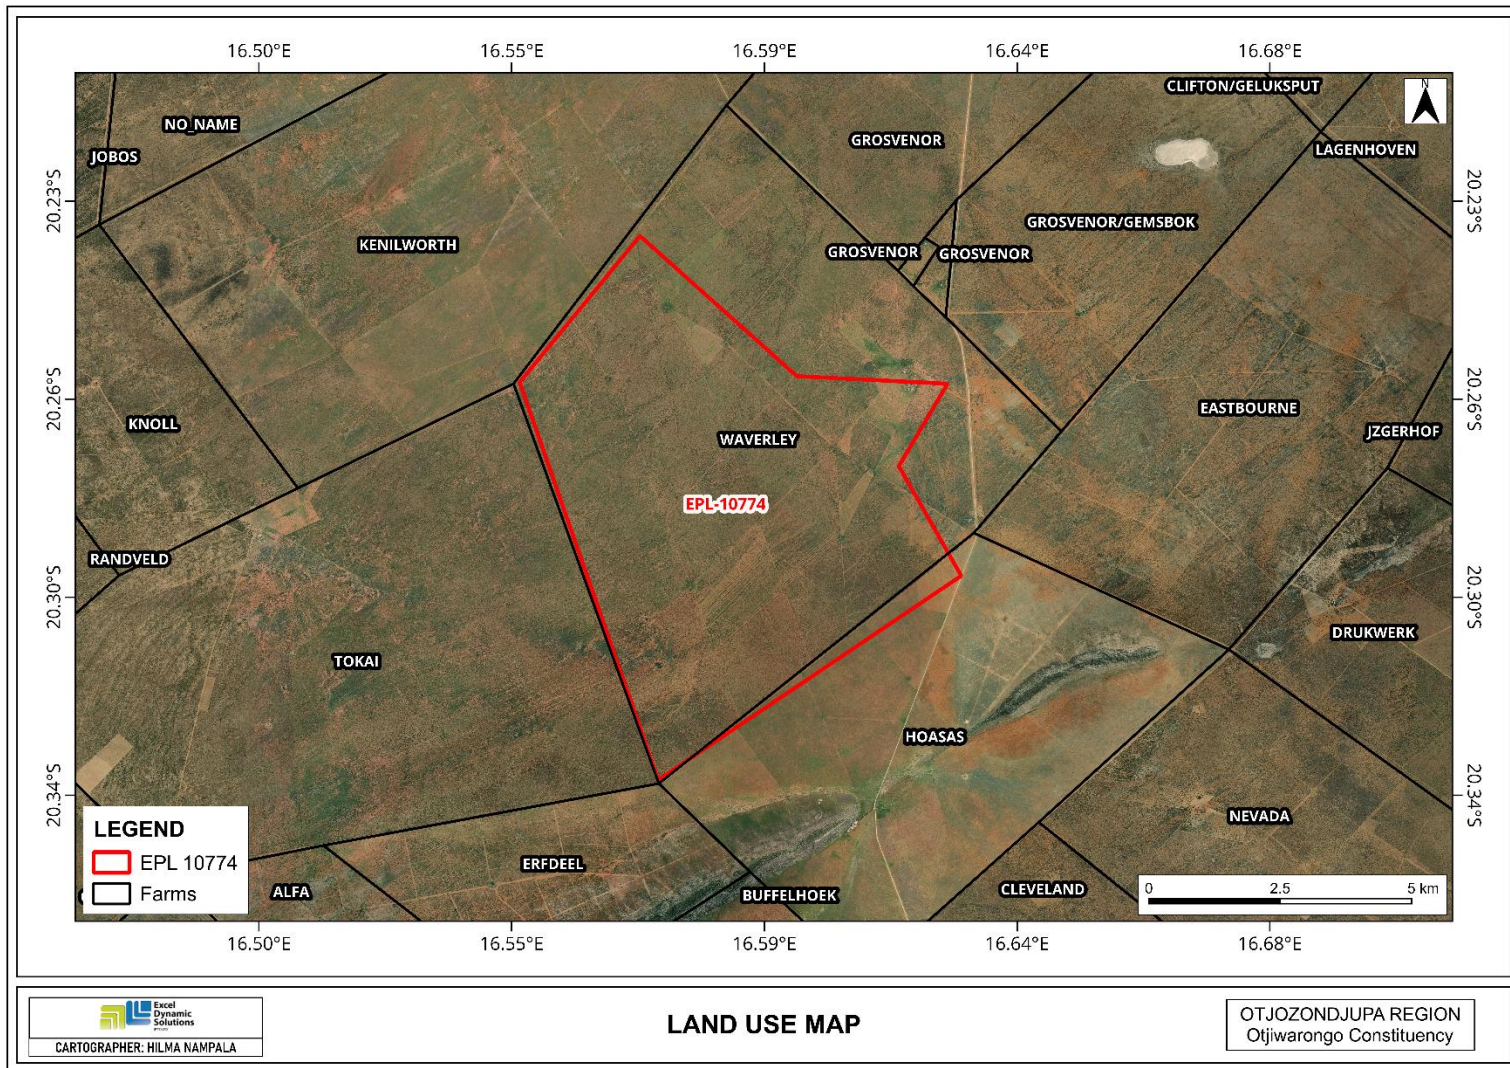 16.50°E
16.55°E
16.59°E
16.64°E
16.68°E
CLIFTON/GELUKSPUT
N
NO_NAME
GROSVENOR
JOBOS
LAGENHOVEN
20.23°S
20.23°S
GROSVENOR/GEMSBOK
KENILWORTH
GROSVENOR
GROSVENOR
20.26°S
20.26°S
EASTBOURNE
KNOLL
JZGERHOF
WAVERLEY
EPL-10774
RANDVELD
20.30°S
20.30°S
DRUKWERK
TOKAI
HOASAS
20.34°S
20.34°S
NEVADA
LEGEND
EPL 10774
Farms
ERFDEEL
ALFA
BUFFELHOEK
CLEVELAND
0
2.5
5 km
16.50°E
16.55°E
16.59°E
16.64°E
16.68°E
Excel
Dynamic
Solutions
CARTOGRAPHER: HILMA NAMPALA
LAND USE MAP
OTJOZONDJUPA REGION
Otjiwarongo Constituency